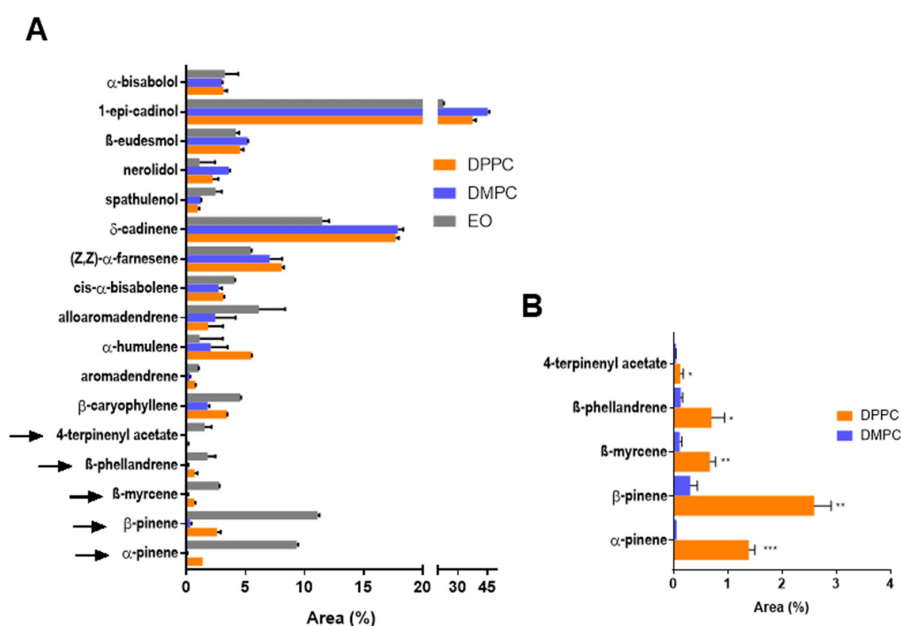 A
α-bisabolol
1-epi-cadinol
ß-eudesmol
nerolidol
spathulenol
δ-cadinene
(Z,Z)-α-farnesene
cis-α-bisabolene
alloaromadendrene
α-humulene
aromadendrene
β-caryophyllene
4-terpinenyl acetate
ß-phellandrene
ß-myrcene
β-pinene
α-pinene
0 5 10 15 20 30 45
Area (%)
DPPC
DMPC
EO
B
4-terpinenyl acetate
*
ß-phellandrene
*
ß-myrcene
**
β-pinene
**
α-pinene
***
0 1 2 3 4
Area (%)
DPPC
DMPC